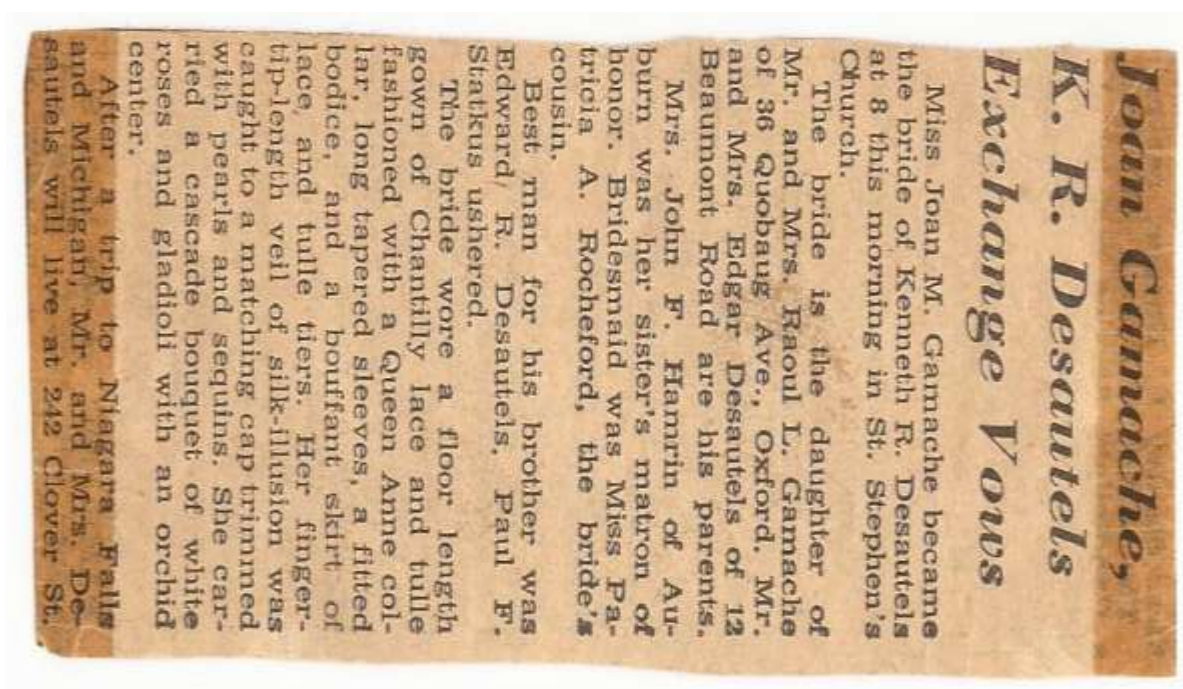 Joan Gamache,
K. R. Desautels
Exchange Vows
Miss Joan M. Gamache became
the bride of Kenneth R. Desautels
at 8 this morning in St. Stephen's
Church.
The bride is the daughter of
Mr. and Mrs. Raoul L. Gamache
of 36 Quobaug Ave., Oxford. Mr.
and Mrs. Edgar Desautels of 12
Beaumont Road are his parents.
Mrs. John F. Hamrin of Au-
burn was her sister's matron of
honor. Bridesmaid was Miss Pa-
tricia A. Rocheford, the bride's
cousin.
Best man for his brother was
Edward R. Desautels. Paul F.
Statkus ushered.
The bride wore a floor length
gown of Chantilly lace and tulle
fashioned with a Queen Anne col-
lar, long tapered sleeves, a fitted
bodice, and a bouffant skirt of
lace and tulle tiers. Her finger-
tip-length veil of silk-illusion was
caught to a matching cap trimmed
with pearls and sequins. She car-
ried a cascade bouquet of white
roses and gladioli with an orchid
center.
After a trip to Niagara Falls
and Michigan, Mr. and Mrs. De-
sautels will live at 242 Clover St.